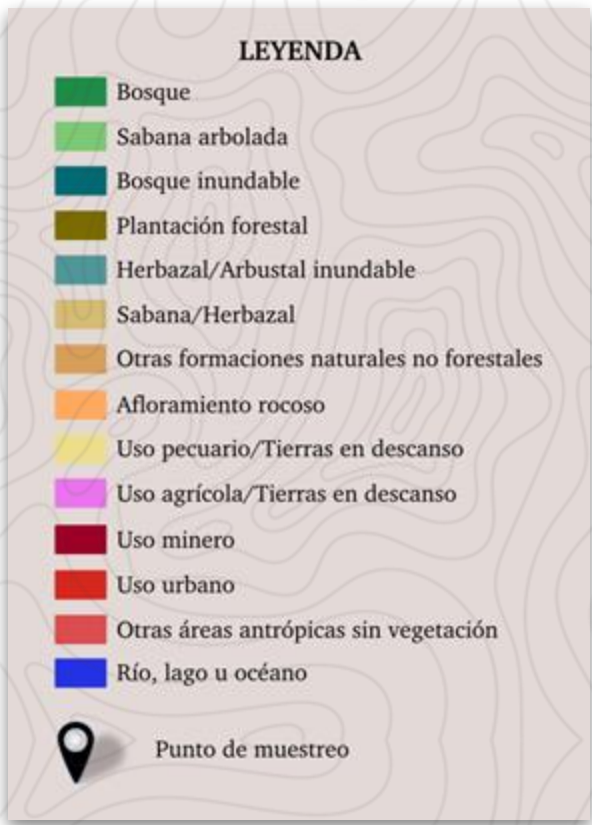 LEYENDA
Bosque
Sabana arbolada
Bosque inundable
Plantación forestal
Herbazal/Arbustal inundable
Sabana/Herbazal
Otras formaciones naturales no forestales
Afloramiento rocoso
Uso pecuario/Tierras en descanso
Uso agrícola/Tierras en descanso
Uso minero
Uso urbano
Otras áreas antrópicas sin vegetación
Río, lago u océano
Punto de muestreo